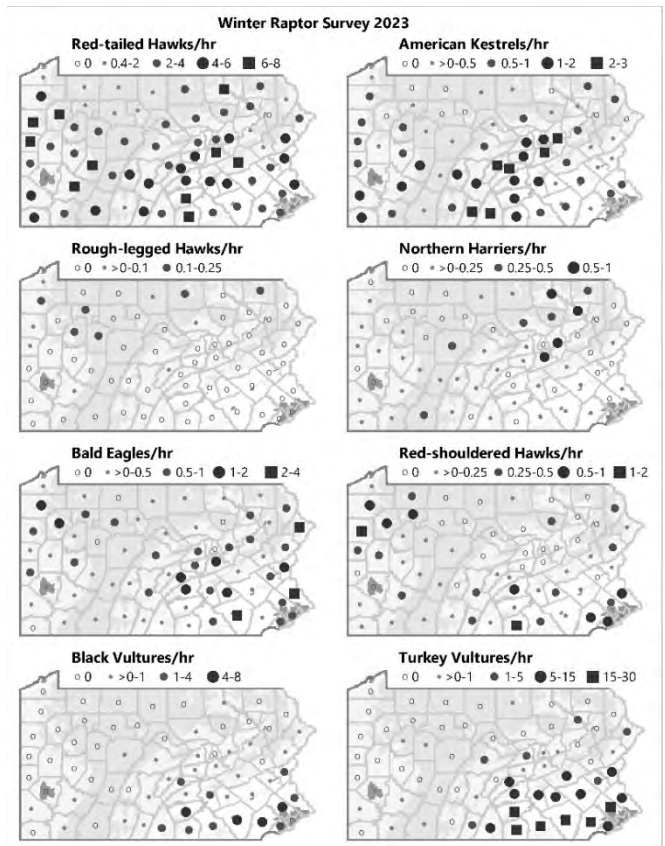 Winter Raptor Survey 2023
Red-tailed Hawks/hr
0 0.4-2 2-4 4-6 6-8
American Kestrels/hr
0 >0-0.5 0.5-1 1-2 2-3
Rough-legged Hawks/hr
0 >0-0.1 0.1-0.25
Northern Harriers/hr
0 >0-0.25 0.25-0.5 0.5-1
Bald Eagles/hr
0 >0-0.5 0.5-1 1-2 2-4
Red-shouldered Hawks/hr
0 >0-0.25 0.25-0.5 0.5-1 1-2
Black Vultures/hr
0 >0-1 1-4 4-8
Turkey Vultures/hr
0 >0-1 1-5 5-15 15-30